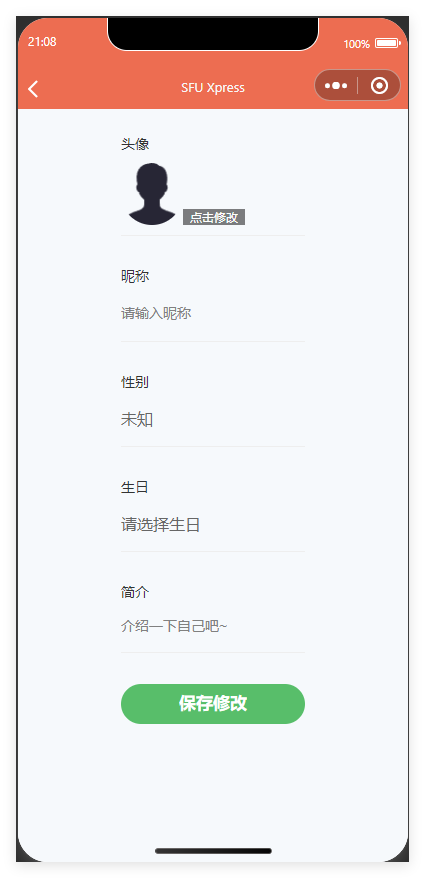 21:08
100%
SFU Xpress
头像
点击修改
昵称
请输入昵称
性别
未知
生日
请选择生日
简介
介绍一下自己吧~
保存修改